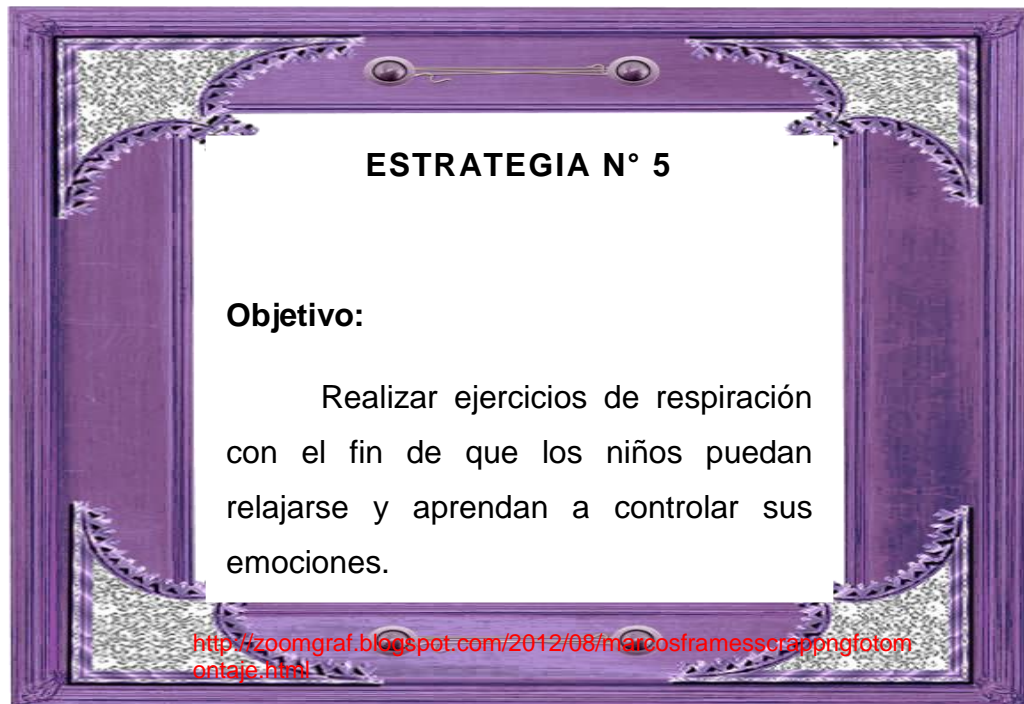 ESTRATEGIA N° 5
Objetivo:
Realizar ejercicios de respiración
con el fin de que los niños puedan
relajarse y aprendan a controlar sus
emociones.
http://zoomgraf.blogspot.com/2012/08/marcosframesscrappngfotom
ontaje.html